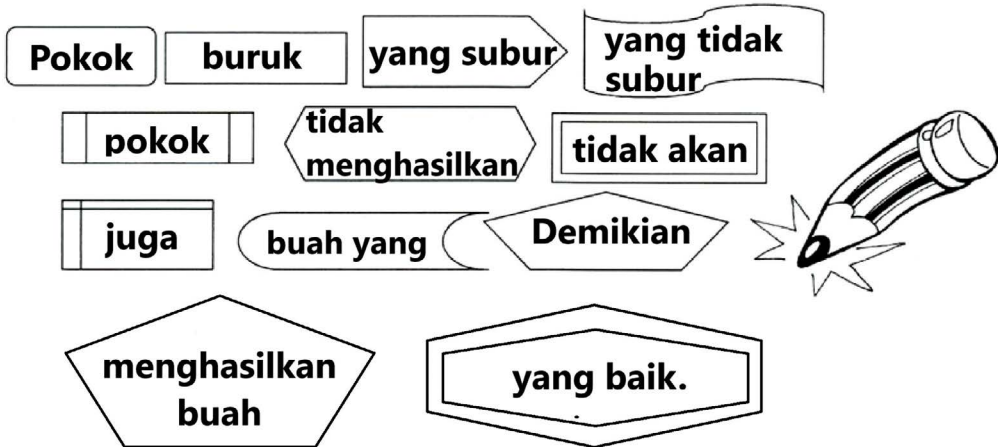 Pokok
buruk
yang subur
yang tidak
subur
pokok
tidak
menghasilkan
tidak akan
juga
buah yang
Demikian
menghasilkan
buah
yang baik.